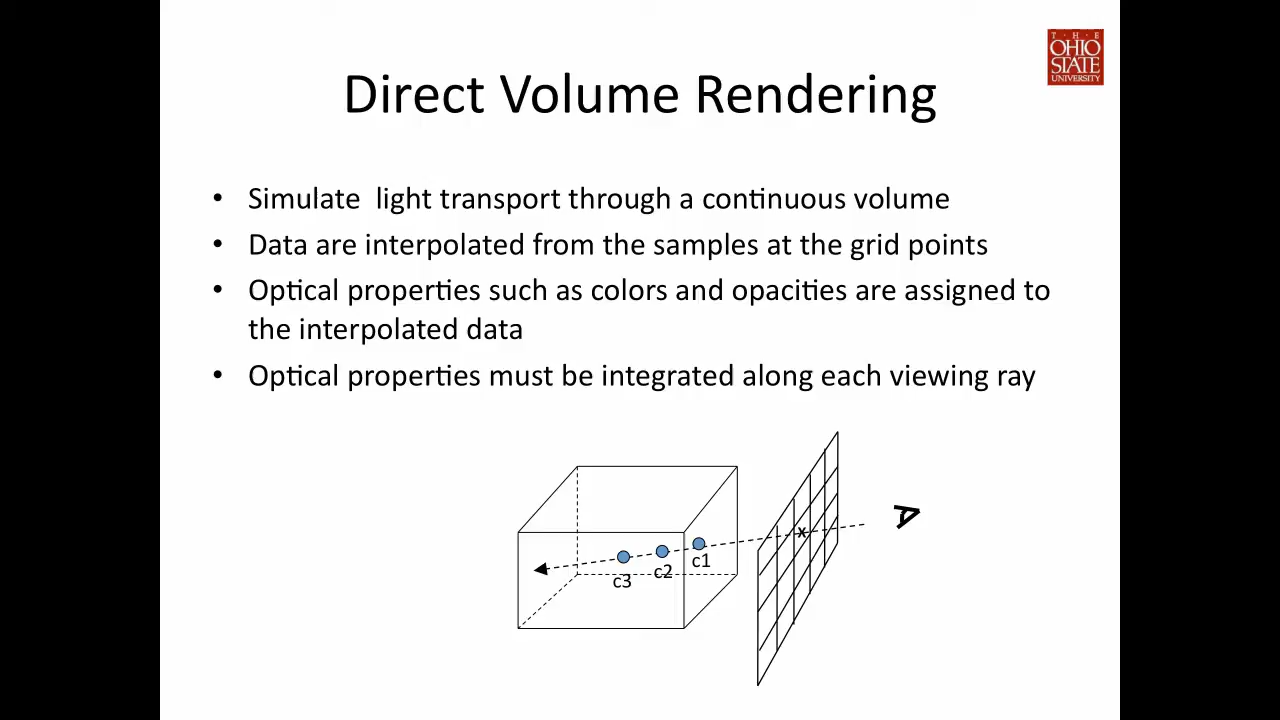 T · H · E
OHIO
STATE
UNIVERSITY
Direct Volume Rendering
• Simulate  light transport through a continuous volume
• Data are interpolated from the samples at the grid points
• Optical properties such as colors and opacities are assigned to
the interpolated data
• Optical properties must be integrated along each viewing ray
x
c1
c2
c3